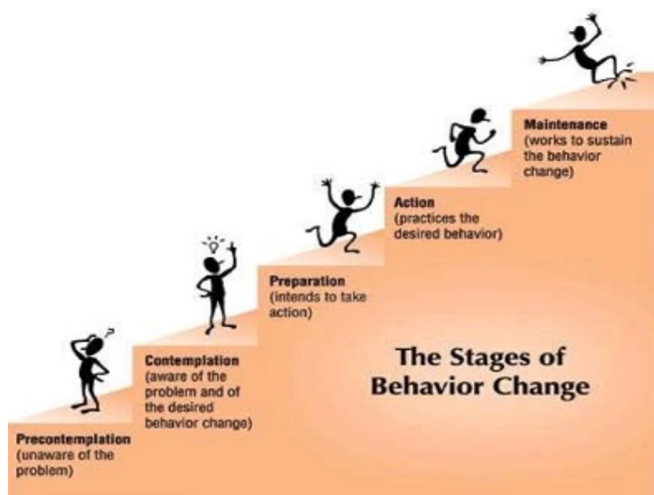 Maintenance
(works to sustain
the behavior
change)
Action
(practices the
desired behavior)
Preparation
(intends to take
action)
Contemplation
(aware of the
problem and of
the desired
behavior change)
Precontemplation
(unaware of the
problem)
?
The Stages of
Behavior Change